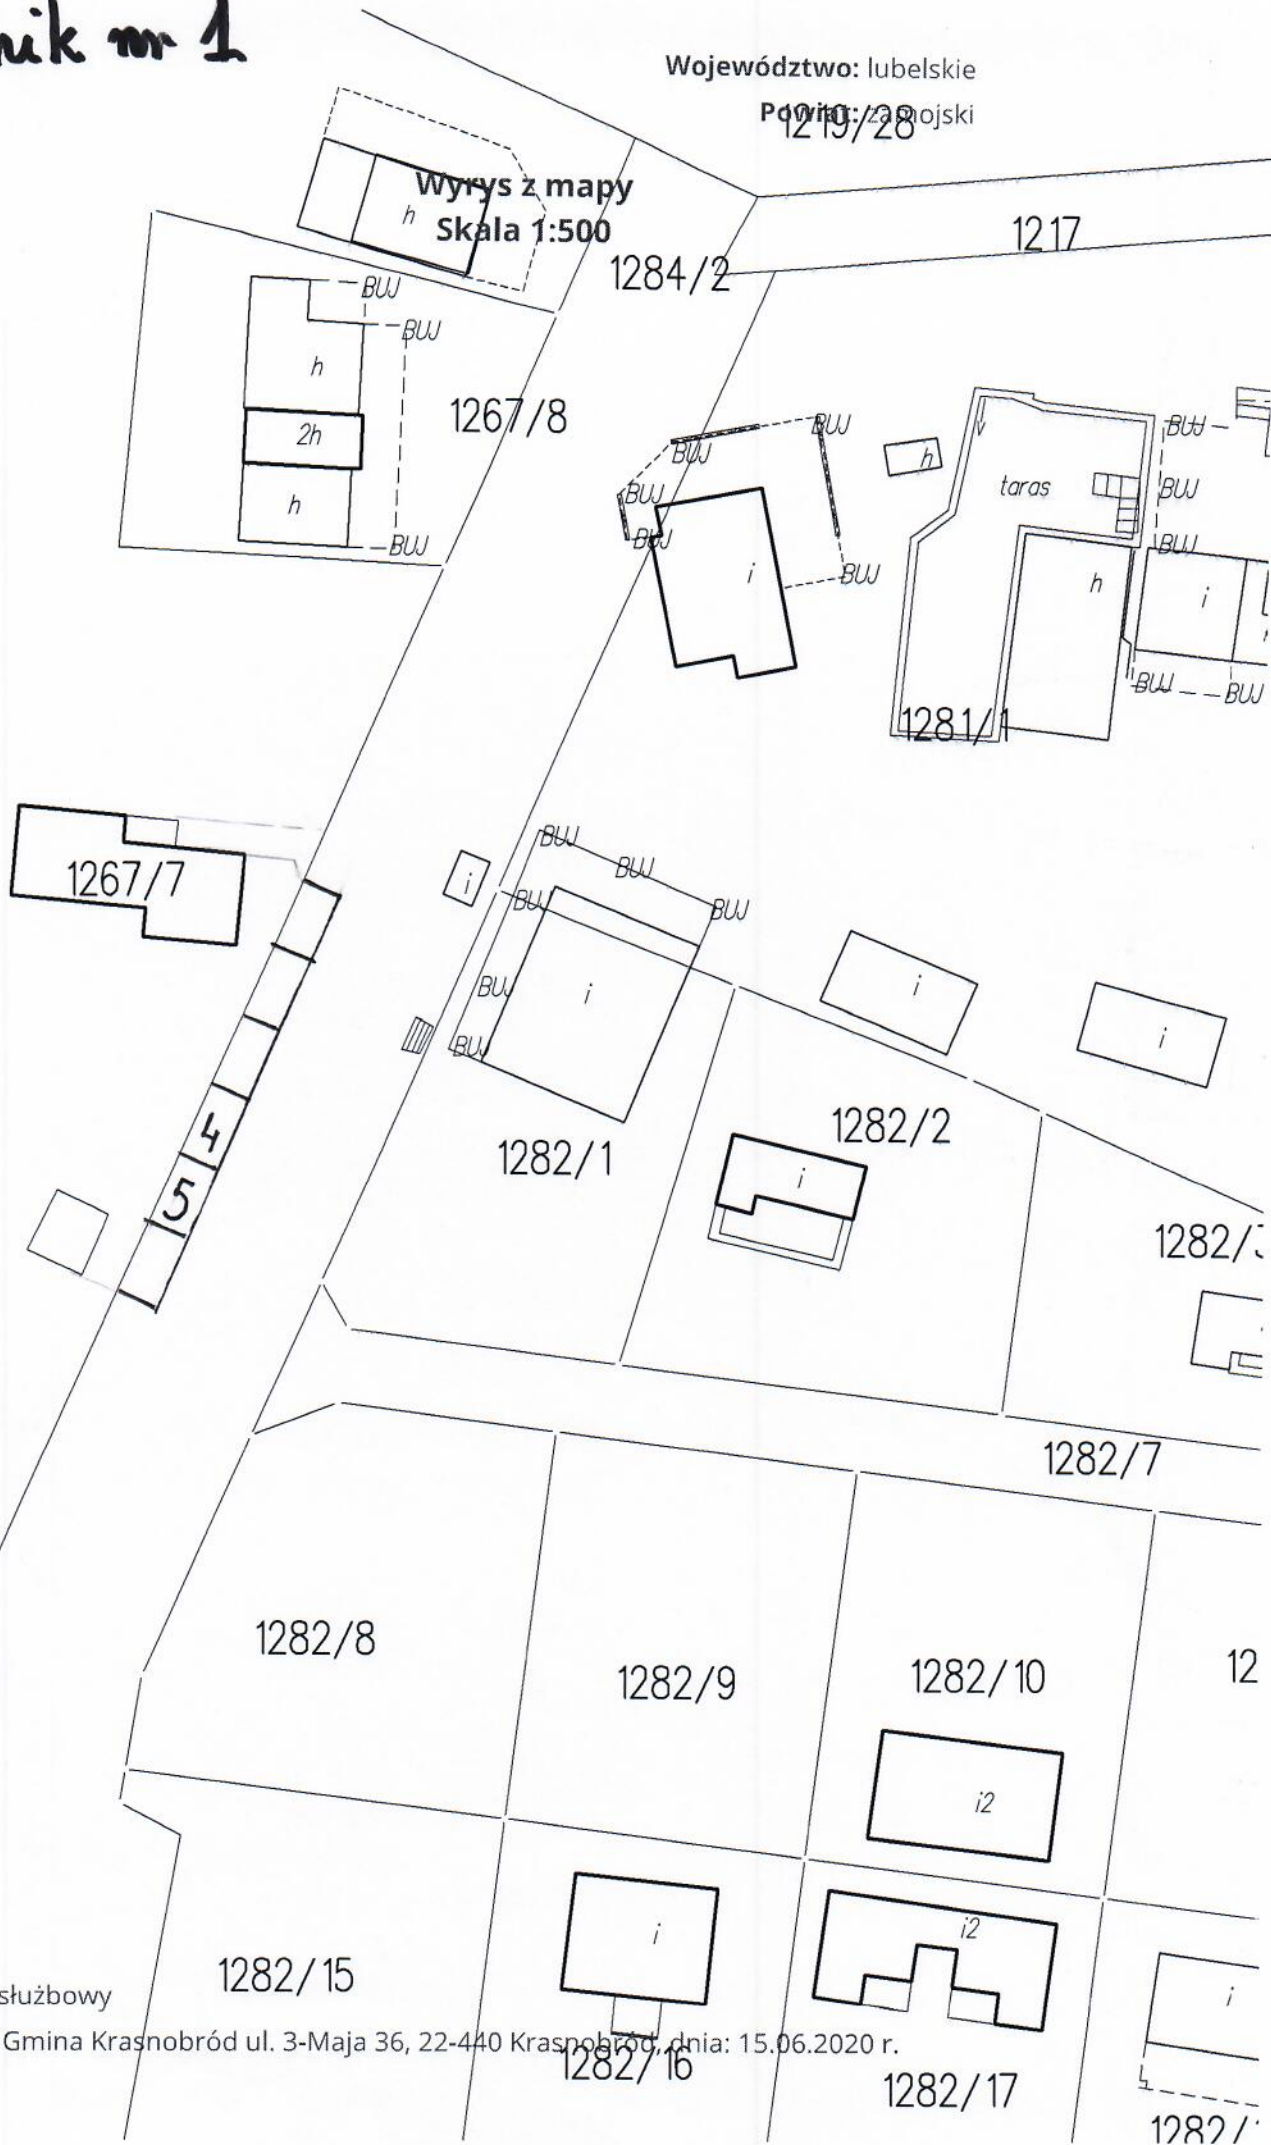 nik nr 1
Województwo: lubelskie
Powiat: zamojski
1219/28
Wyrys z mapy
Skala 1:500
h
1217
1284/2
BUJ
BUJ
h
1267/8
2h
h
BUJ
BUJ
BUJ
BUJ
BUJ
BUJ
i
h
taras
BUJ
BUJ
BUJ
h
i
BUJ
BUJ
1281/1
1267/7
BUJ
BUJ
BUJ
BUJ
i
BUJ
i
BUJ
i
i
4
5
1282/1
1282/2
i
1282/
1282/7
1282/8
1282/9
1282/10
12
i2
i
i2
i
1282/15
służbowy
Gmina Krasnobród ul. 3-Maja 36, 22-440 Krasnobród, dnia: 15.06.2020 r.
1282/16
1282/17
1282/